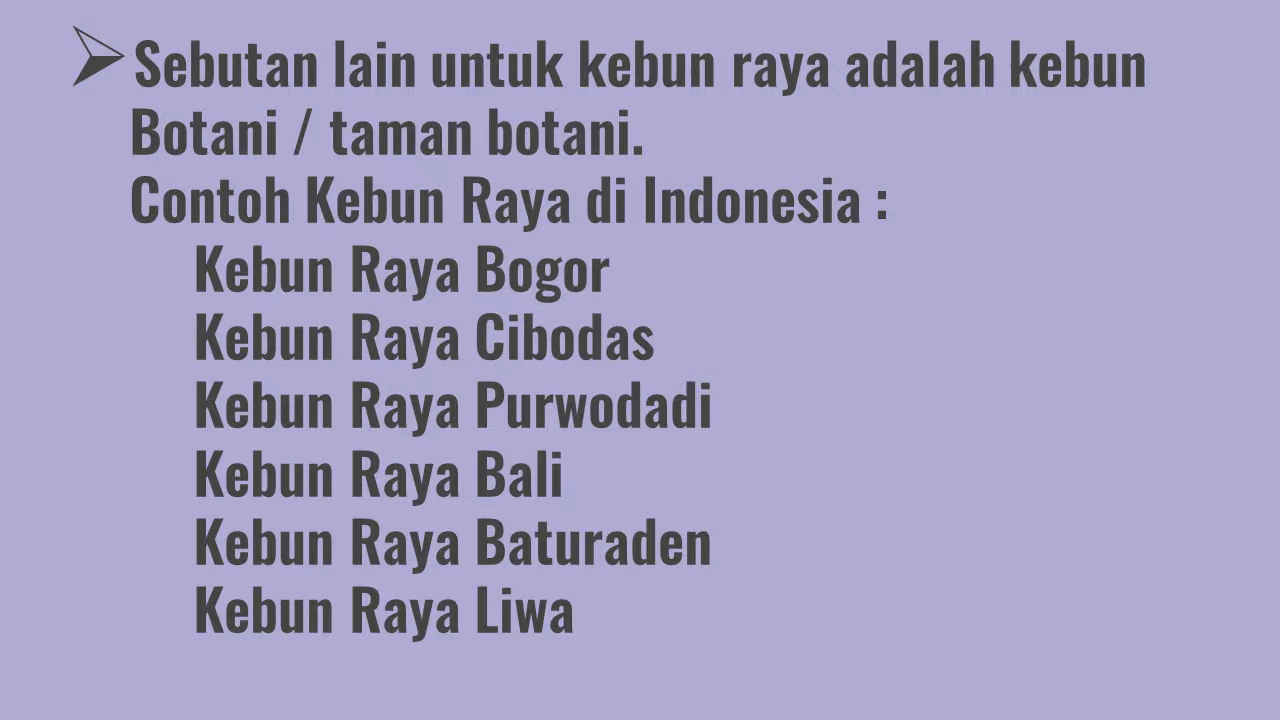 Sebutan lain untuk kebun raya adalah kebun
Botani / taman botani.
Contoh Kebun Raya di Indonesia :
Kebun Raya Bogor
Kebun Raya Cibodas
Kebun Raya Purwodadi
Kebun Raya Bali
Kebun Raya Baturaden
Kebun Raya Liwa